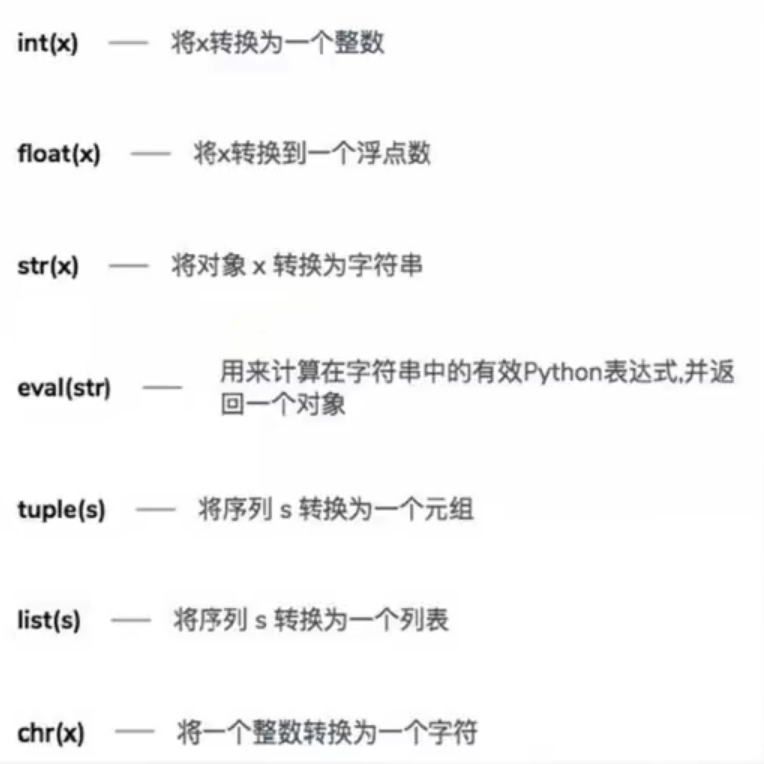 int(x) — 将x转换为一个整数
float(x) — 将x转换到一个浮点数
str(x) — 将对象 x 转换为字符串
eval(str) — 用来计算在字符串中的有效Python表达式,并返
回一个对象
tuple(s) — 将序列 s 转换为一个元组
list(s) — 将序列 s 转换为一个列表
chr(x) — 将一个整数转换为一个字符